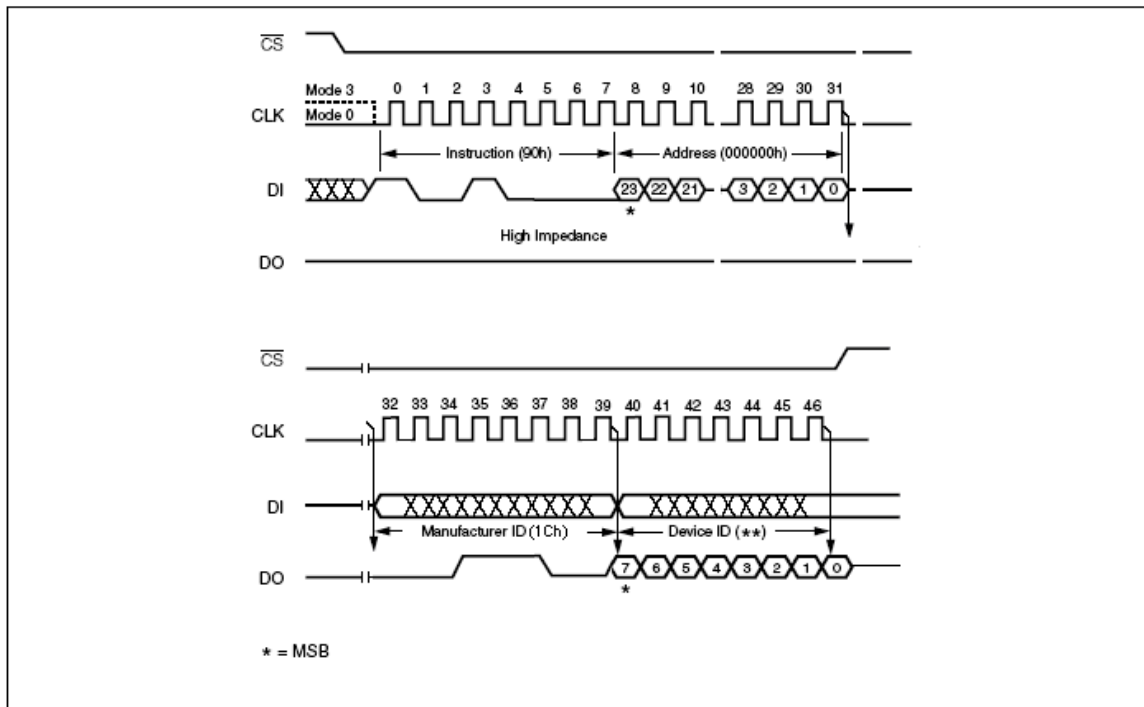 CS
Mode 3 0 1 2 3 4 5 6 7 8 9 10 28 29 30 31
CLK Mode 0
Instruction (90h) Address (000000h)
DI 23 22 21 3 2 1 0
*
High Impedance
DO
CS
32 33 34 35 36 37 38 39 40 41 42 43 44 45 46
CLK
DI
Manufacturer ID (1Ch) Device ID (**)
DO 7 6 5 4 3 2 1 0
*
* = MSB